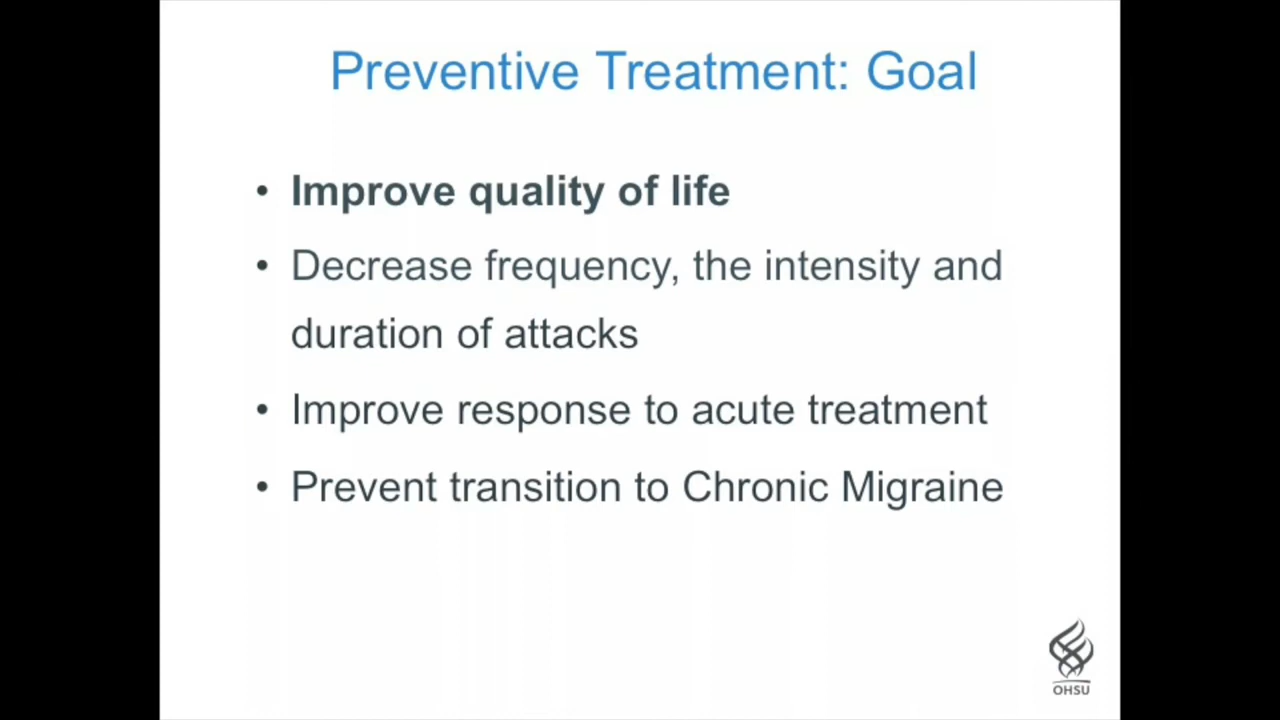 Preventive Treatment: Goal
• Improve quality of life
• Decrease frequency, the intensity and
duration of attacks
• Improve response to acute treatment
• Prevent transition to Chronic Migraine
OHSU